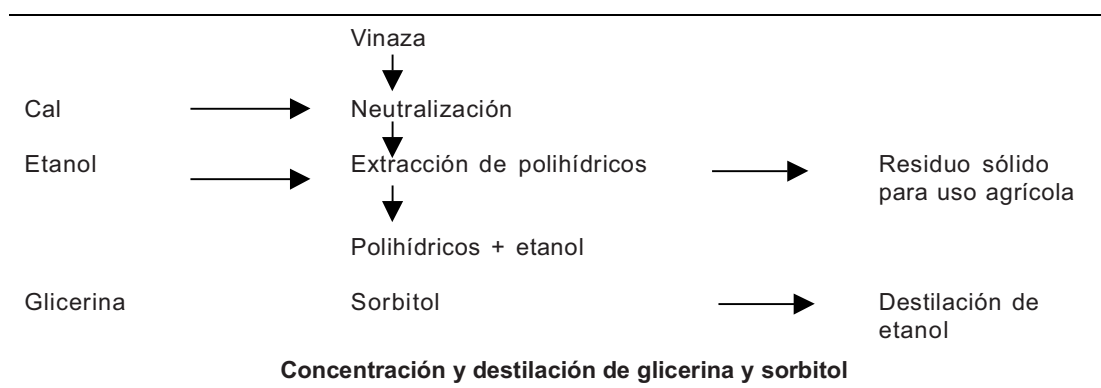 Vinaza
Cal Neutralización
Etanol Extracción de polihídricos Residuo sólido
para uso agrícola
Polihídricos + etanol
Glicerina Sorbitol Destilación de
etanol
Concentración y destilación de glicerina y sorbitol